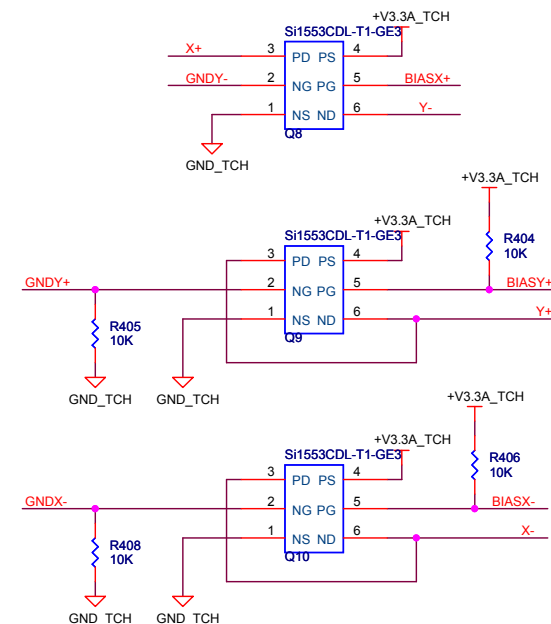 +V3.3A_TCH
Si1553CDL-T1-GE3
X+ 3 PD PS 4
GNDY- 2 NG PG 5 BIASX+
1 NS ND 6 Y-
Q8
GND_TCH
+V3.3A_TCH
+V3.3A_TCH
Si1553CDL-T1-GE3
R404
10K
3 PD PS 4
GNDY+ 2 NG PG 5 BIASY+
1 NS ND 6 Y+
R405
10K
Q9
GND_TCH GND_TCH
+V3.3A_TCH
+V3.3A_TCH
Si1553CDL-T1-GE3
R406
10K
3 PD PS 4
GNDX- 2 NG PG 5 BIASX-
1 NS ND 6 X-
R408
10K
Q10
GND_TCH GND_TCH